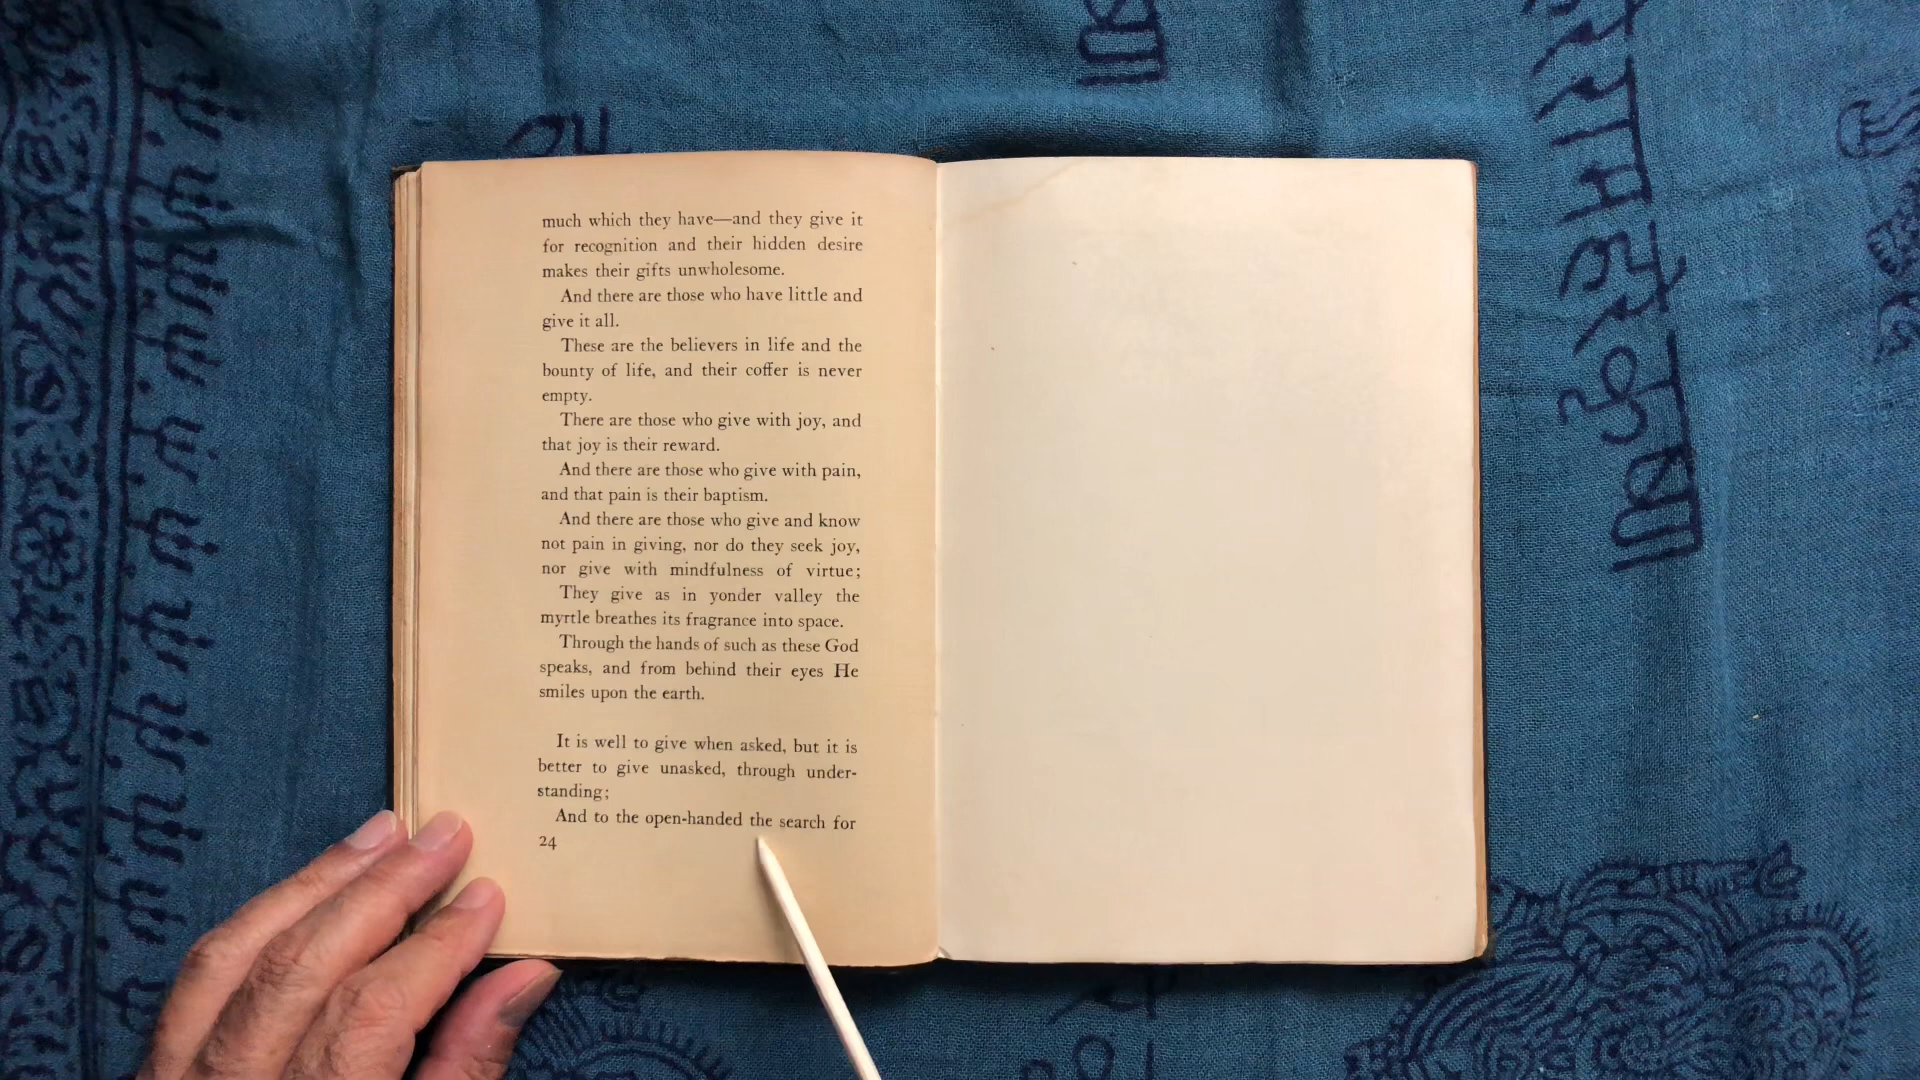 much which they have—and they give it
for recognition and their hidden desire
makes their gifts unwholesome.
And there are those who have little and
give it all.
These are the believers in life and the
bounty of life, and their coffer is never
empty.
There are those who give with joy, and
that joy is their reward.
And there are those who give with pain,
and that pain is their baptism.
And there are those who give and know
not pain in giving, nor do they seek joy,
nor give with mindfulness of virtue;
They give as in yonder valley the
myrtle breathes its fragrance into space.
Through the hands of such as these God
speaks, and from behind their eyes He
smiles upon the earth.
It is well to give when asked, but it is
better to give unasked, through under-
standing;
And to the open-handed the search for
24